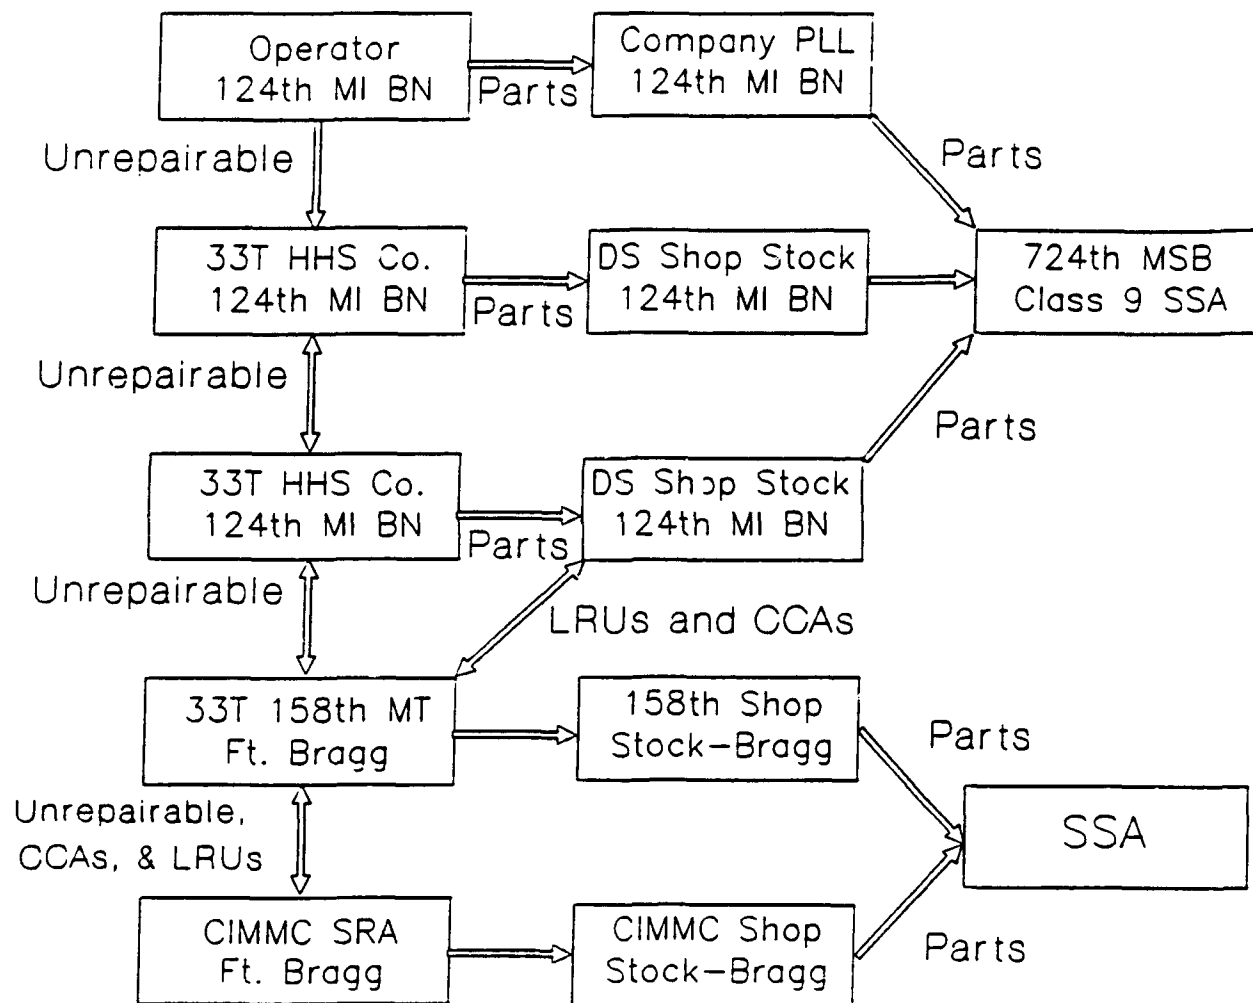 Operator
124th MI BN
Parts
Company PLL
124th MI BN
Unrepairable
Parts
33T HHS Co.
124th MI BN
Parts
DS Shop Stock
124th MI BN
724th MSB
Class 9 SSA
Unrepairable
Parts
33T HHS Co.
124th MI BN
Parts
DS Shop Stock
124th MI BN
Unrepairable
LRUs and CCAs
33T 158th MT
Ft. Bragg
158th Shop
Stock-Bragg
Parts
Unrepairable,
CCAs, & LRUs
SSA
CIMMC SRA
Ft. Bragg
CIMMC Shop
Stock-Bragg
Parts